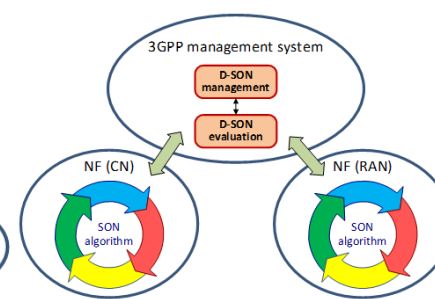 3GPP management system
D-SON
management
D-SON
evaluation
NF (CN)
NF (RAN)
SON
algorithm
SON
algorithm